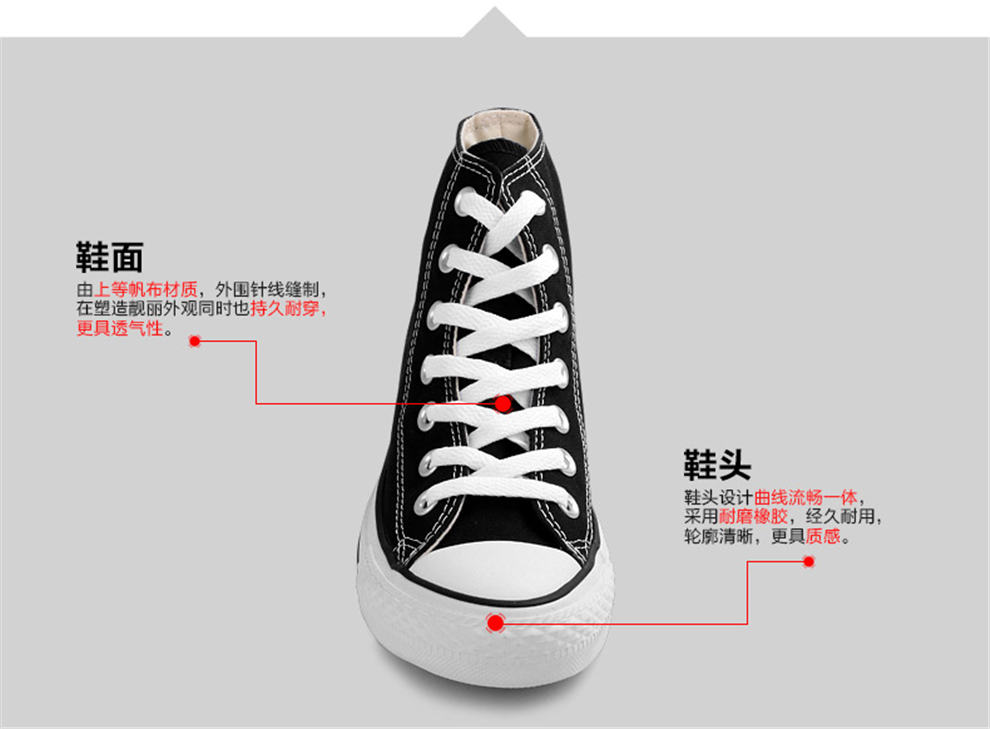 鞋面
由上等帆布材质，外围针线缝制，
在塑造靓丽外观同时也持久耐穿，
更具透气性。
鞋头
鞋头设计曲线流畅一体，
采用耐磨橡胶，经久耐用，
轮廓清晰，更具质感。